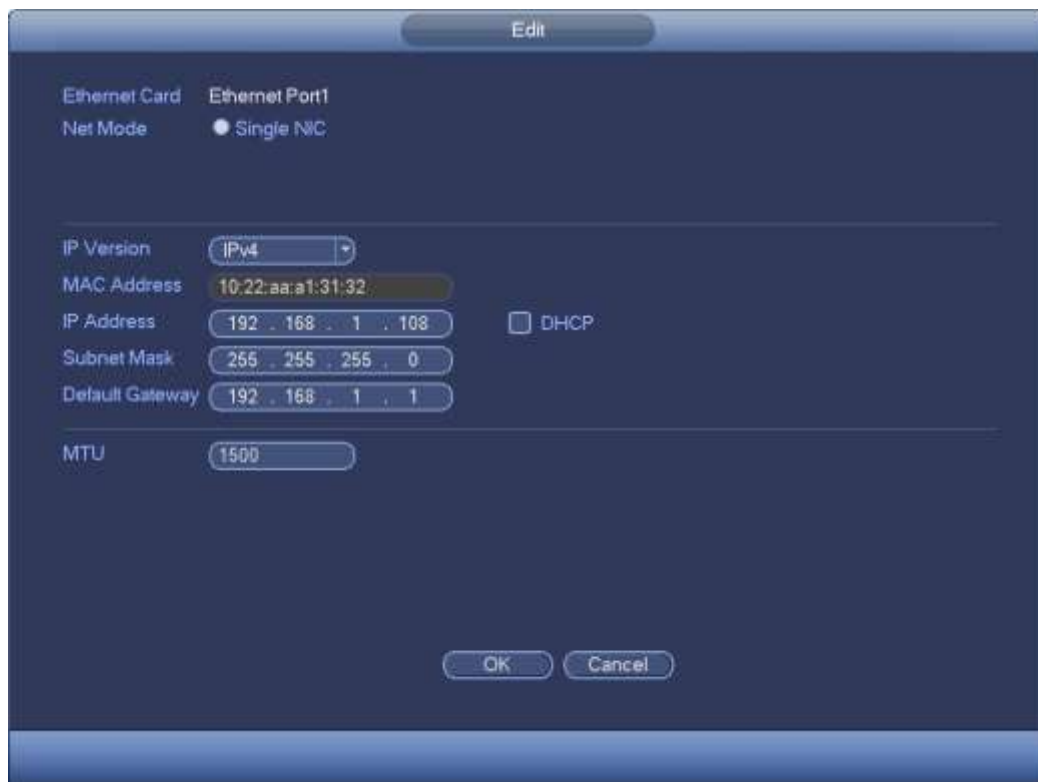 Edit
Ethernet Card Ethernet Port1
Net Mode Single NIC
IP Version IPv4
MAC Address 10:22:aa:a1:31:32
IP Address 192 . 168 . 1 . 108 DHCP
Subnet Mask 255 . 255 . 255 . 0
Default Gateway 192 . 168 . 1 . 1
MTU 1500
OK Cancel